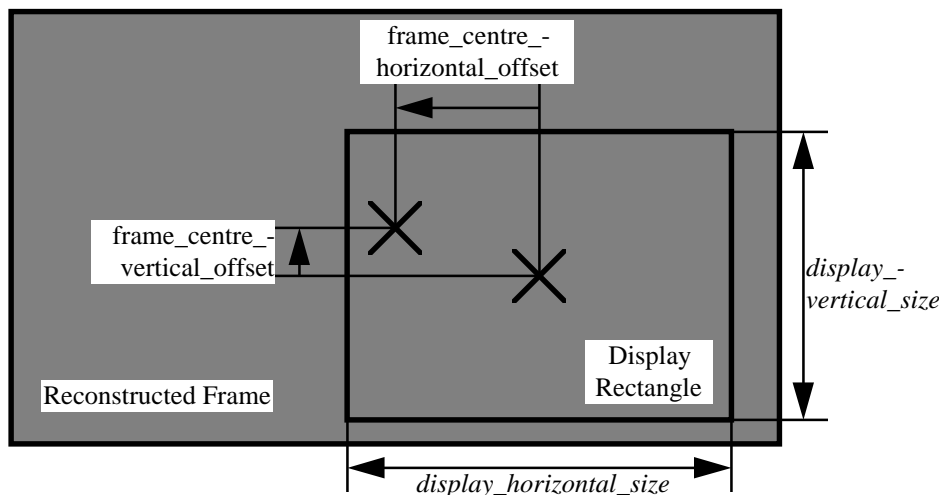 frame_centre_-
horizontal_offset
frame_centre_-
vertical_offset
display_-
vertical_size
Display
Rectangle
Reconstructed Frame
display_horizontal_size